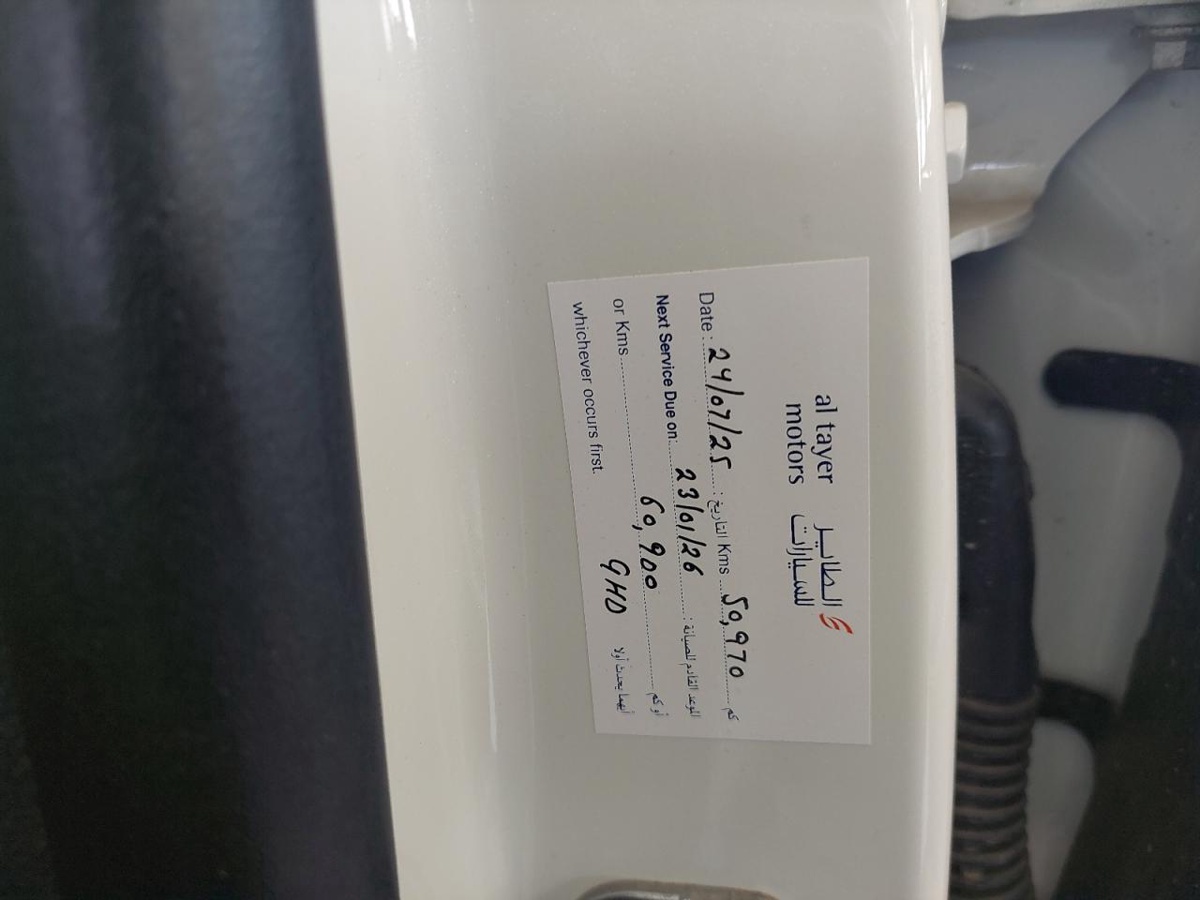 al tayer الطاير
motors للسيارات
Date : 24/07/25 : التاريخ Kms 50,970 كم
Next Service Due on: 23/01/26 : الموعد القادم للصيانة
or Kms 60,900 أو كم
whichever occurs first. GHD أيهما يحدث أولا